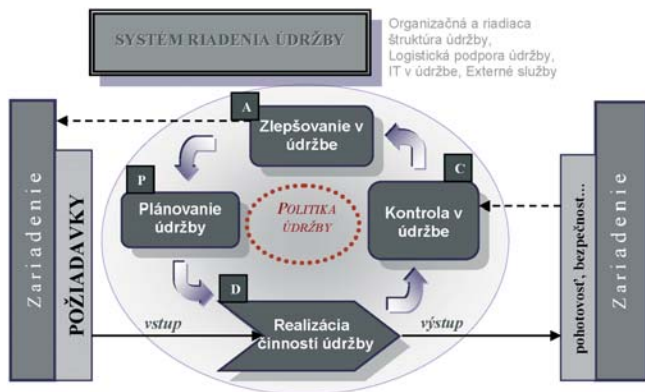 SYSTÉM RIADENIA ÚDRŽBY
Organizačná a riadiaca
štruktúra údržby,
Logistická podpora údržby,
IT v údržbe, Externé služby
A
Zlepšovanie v
údržbe
P
Plánovanie
údržby
POLITIKA
ÚDRŽBY
C
Kontrola v
údržbe
D
Realizácia
činností údržby
vstup
výstup
Zariadenie
POŽIADAVKY
pohotovosť, bezpečnosť...
Zariadenie